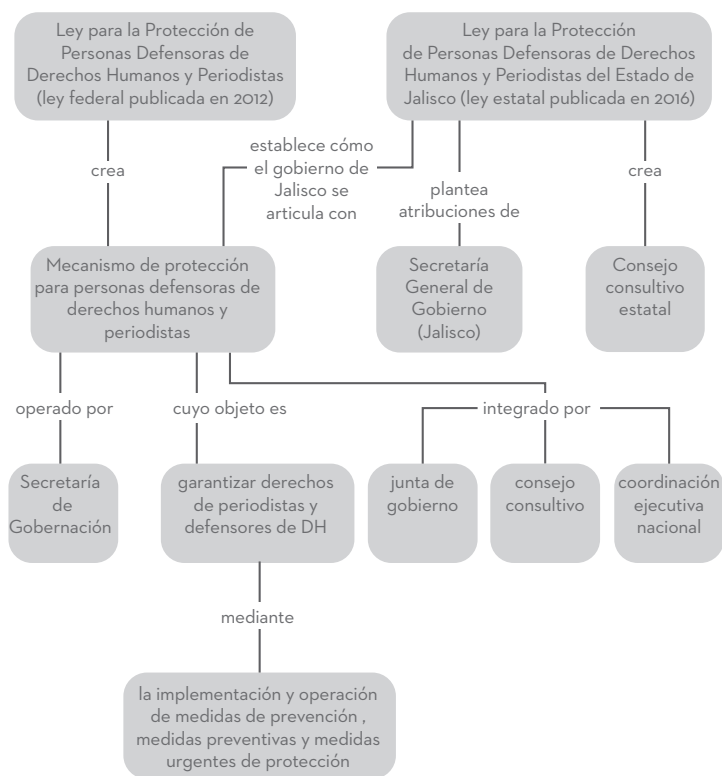 Ley para la Protección de
Personas Defensoras de
Derechos Humanos y Periodistas
(ley federal publicada en 2012)
Ley para la Protección
de Personas Defensoras de Derechos
Humanos y Periodistas del Estado de
Jalisco (ley estatal publicada en 2016)
crea
establece cómo
el gobierno de
Jalisco se
articula con
plantea
atribuciones de
crea
Mecanismo de protección
para personas defensoras de
derechos humanos y
periodistas
Secretaría
General de
Gobierno
(Jalisco)
Consejo
consultivo
estatal
operado por
cuyo objeto es
integrado por
Secretaría
de
Gobernación
garantizar derechos
de periodistas y
defensores de DH
junta de
gobierno
consejo
consultivo
coordinación
ejecutiva
nacional
mediante
la implementación y operación
de medidas de prevención ,
medidas preventivas y medidas
urgentes de protección